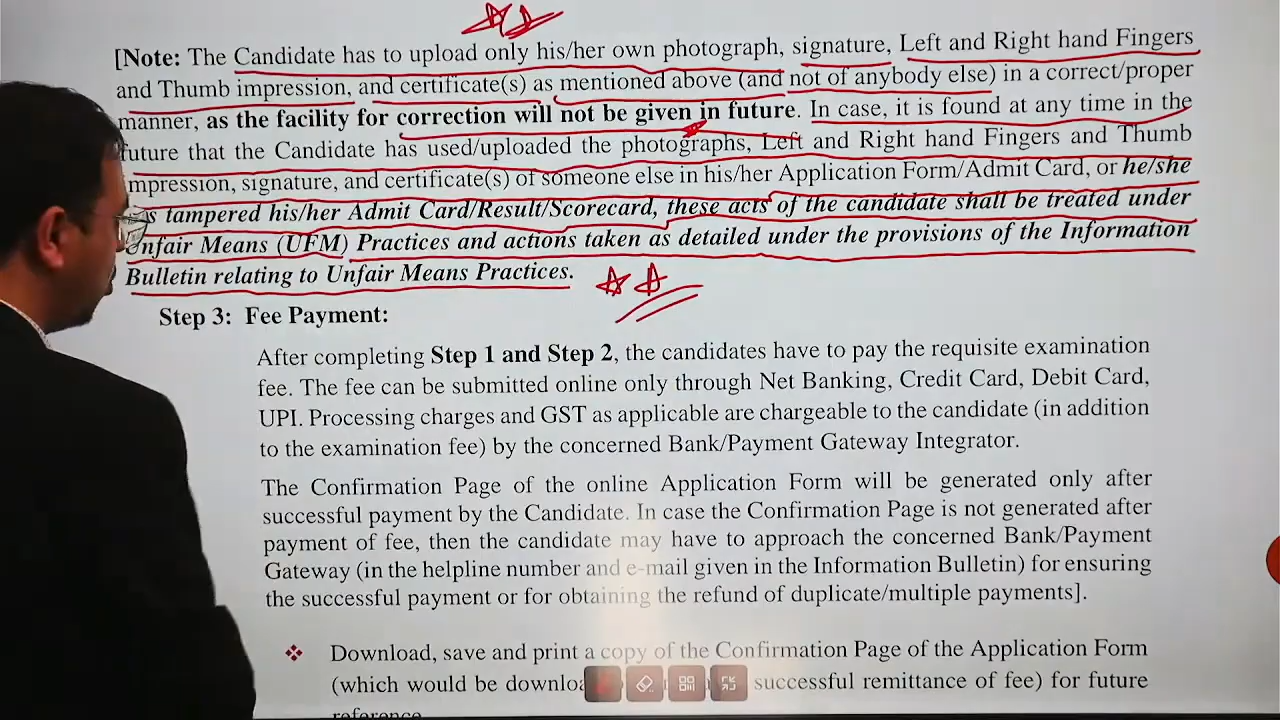 [Note: The Candidate has to upload only his/her own photograph, signature, Left and Right hand Fingers
and Thumb impression, and certificate(s) as mentioned above (and not of anybody else) in a correct/proper
manner, as the facility for correction will not be given in future. In case, it is found at any time in the
future that the Candidate has used/uploaded the photographs, Left and Right hand Fingers and Thumb
mpression, signature, and certificate(s) of someone else in his/her Application Form/Admit Card, or he/she
s tampered his/her Admit Card/Result/Scorecard, these acts of the candidate shall be treated under
Unfair Means (UFM) Practices and actions taken as detailed under the provisions of the Information
Bulletin relating to Unfair Means Practices.
Step 3: Fee Payment:
After completing Step 1 and Step 2, the candidates have to pay the requisite examination
fee. The fee can be submitted online only through Net Banking, Credit Card, Debit Card,
UPI. Processing charges and GST as applicable are chargeable to the candidate (in addition
to the examination fee) by the concerned Bank/Payment Gateway Integrator.
The Confirmation Page of the online Application Form will be generated only after
successful payment by the Candidate. In case the Confirmation Page is not generated after
payment of fee, then the candidate may have to approach the concerned Bank/Payment
Gateway (in the helpline number and e-mail given in the Information Bulletin) for ensuring
the successful payment or for obtaining the refund of duplicate/multiple payments].
❖ Download, save and print a copy of the Confirmation Page of the Application Form
(which would be downloa successful remittance of fee) for future
reference